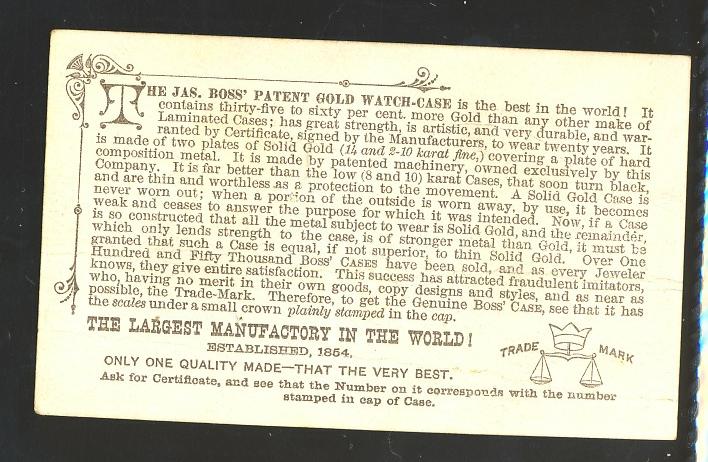 THE JAS. BOSS' PATENT GOLD WATCH-CASE is the best in the world! It
contains thirty-five to sixty per cent. more Gold than any other make of
Laminated Cases; has great strength, is artistic, and very durable, and war-
ranted by Certificate, signed by the Manufacturers, to wear twenty years. It
is made of two plates of Solid Gold (14 and 2-10 karat fine,) covering a plate of hard
composition metal. It is made by patented machinery, owned exclusively by this
Company. It is far better than the low (8 and 10) karat Cases, that soon turn black,
and are thin and worthless as a protection to the movement. A Solid Gold Case is
never worn out; when a portion of the outside is worn away, by use, it becomes
weak and ceases to answer the purpose for which it was intended. Now, if a Case
is so constructed that all the metal subject to wear is Solid Gold, and the remainder,
which only lends strength to the case, is of stronger metal than Gold, it must be
granted that such a Case is equal, if not superior, to thin Solid Gold. Over One
Hundred and Fifty Thousand Boss' CASES have been sold, and as every Jeweler
knows, they give entire satisfaction. This success has attracted fraudulent imitators,
who, having no merit in their own goods, copy designs and styles, and as near as
possible, the Trade-Mark. Therefore, to get the Genuine Boss' CASE, see that it has
the scales under a small crown plainly stamped in the cap.
THE LARGEST MANUFACTORY IN THE WORLD!
ESTABLISHED, 1854,
ONLY ONE QUALITY MADE—THAT THE VERY BEST.
TRADE MARK
Ask for Certificate, and see that the Number on it corresponds with the number
stamped in cap of Case.